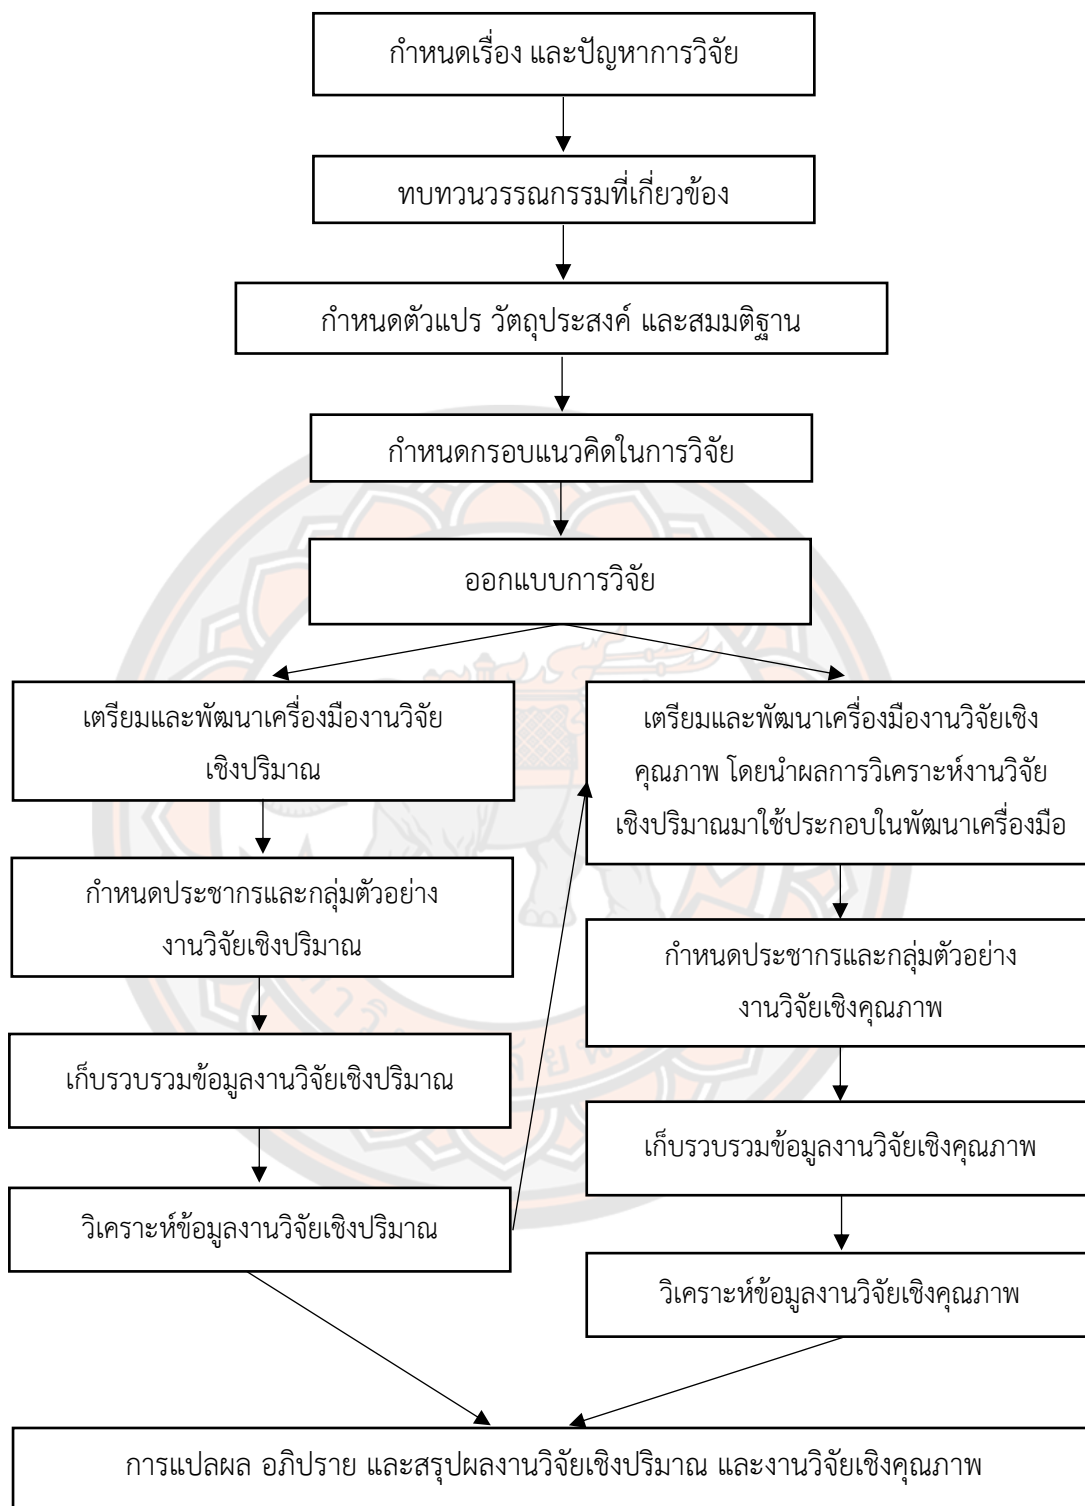 กำหนดเรื่อง และปัญหาการวิจัย
ทบทวนวรรณกรรมที่เกี่ยวข้อง
กำหนดตัวแปร วัตถุประสงค์ และสมมติฐาน
กำหนดกรอบแนวคิดในการวิจัย
ออกแบบการวิจัย
เตรียมและพัฒนาเครื่องมืองานวิจัย
เชิงปริมาณ
กำหนดประชากรและกลุ่มตัวอย่าง
งานวิจัยเชิงปริมาณ
เก็บรวบรวมข้อมูลงานวิจัยเชิงปริมาณ
วิเคราะห์ข้อมูลงานวิจัยเชิงปริมาณ
เตรียมและพัฒนาเครื่องมืองานวิจัยเชิง
คุณภาพ โดยนำผลการวิเคราะห์งานวิจัย
เชิงปริมาณมาใช้ประกอบในพัฒนาเครื่องมือ
กำหนดประชากรและกลุ่มตัวอย่าง
งานวิจัยเชิงคุณภาพ
เก็บรวบรวมข้อมูลงานวิจัยเชิงคุณภาพ
วิเคราะห์ข้อมูลงานวิจัยเชิงคุณภาพ
การแปลผล อภิปราย และสรุปผลงานวิจัยเชิงปริมาณ และงานวิจัยเชิงคุณภาพ